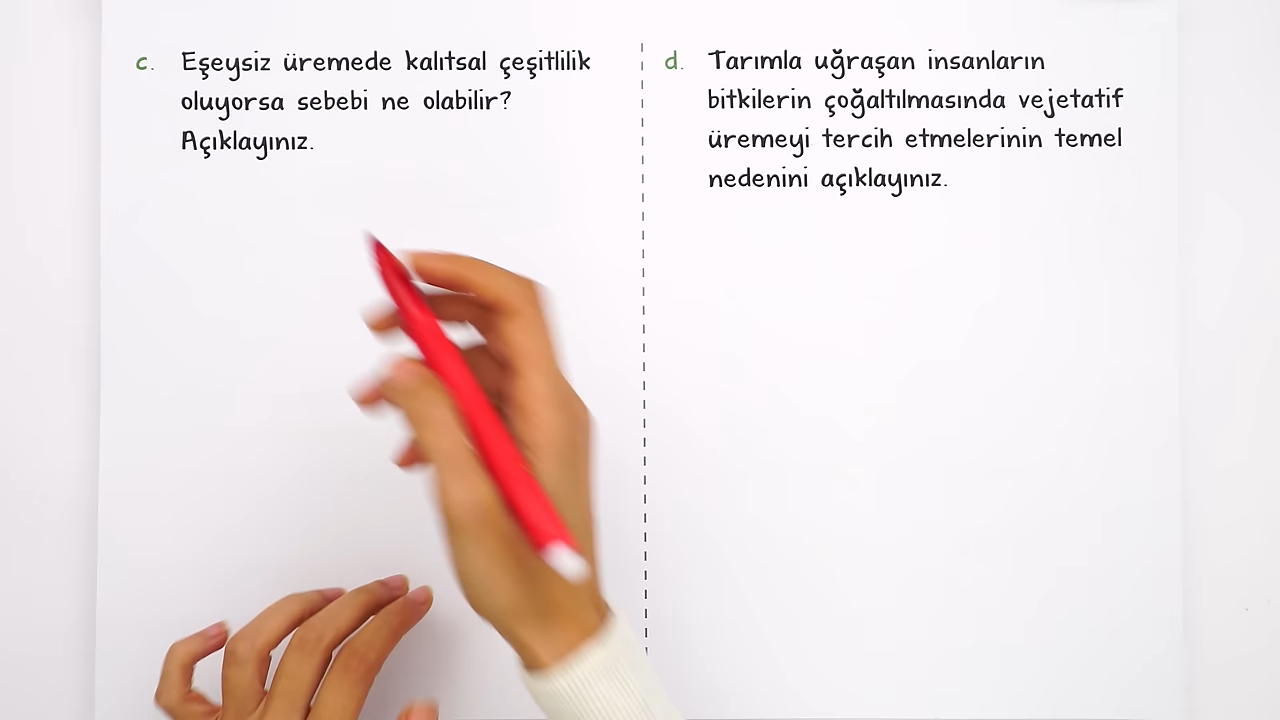 c. Eşeysiz üremede kalıtsal çeşitlilik
oluyorsa sebebi ne olabilir?
Açıklayınız.
d. Tarımla uğraşan insanların
bitkilerin çoğaltılmasında vejetatif
üremeyi tercih etmelerinin temel
nedenini açıklayınız.